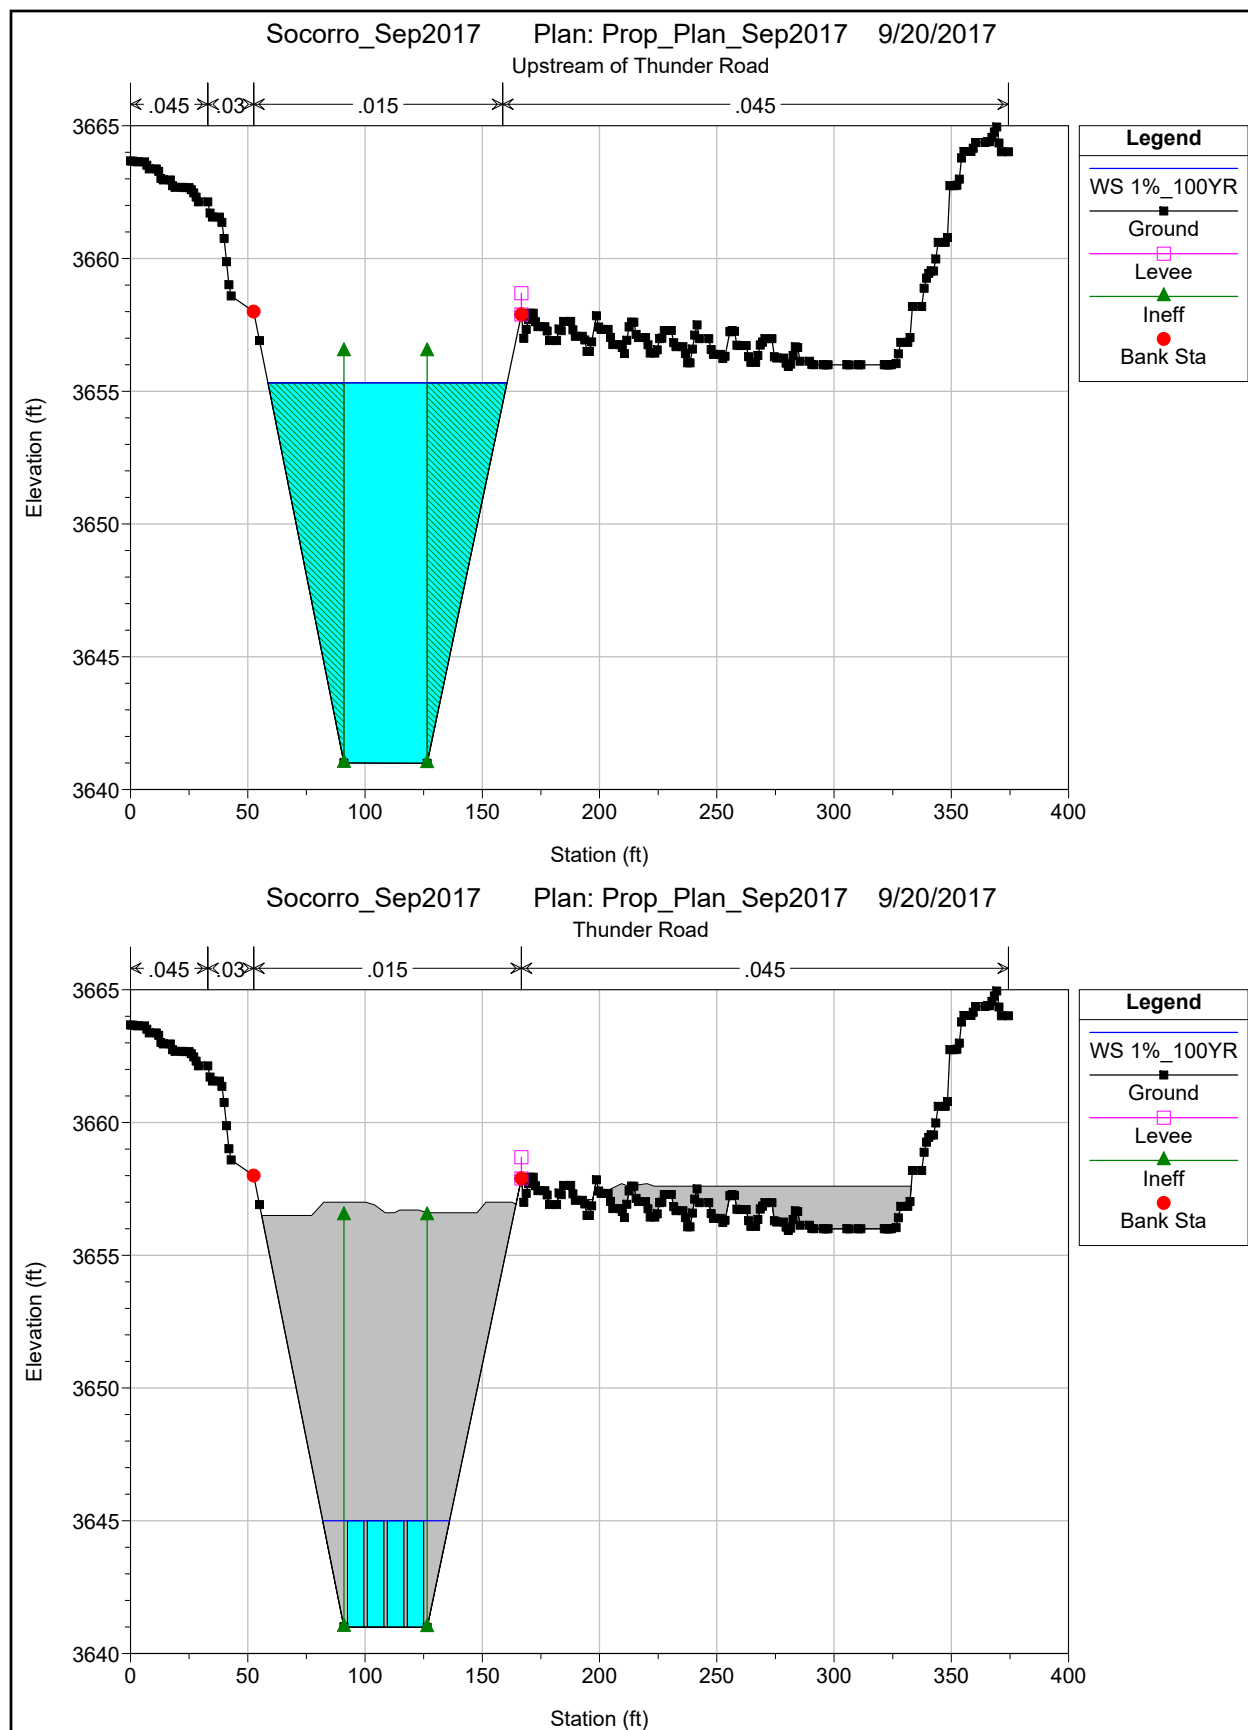 Socorro_Sep2017 Plan: Prop_Plan_Sep2017 9/20/2017
Upstream of Thunder Road
.045 .03 .015 .045
3665
3660
3655
3650
3645
3640
0 50 100 150 200 250 300 350 400
Station (ft)
Elevation (ft)
Legend
WS 1%_100YR
Ground
Levee
Ineff
Bank Sta
Socorro_Sep2017 Plan: Prop_Plan_Sep2017 9/20/2017
Thunder Road
.045 .03 .015 .045
3665
3660
3655
3650
3645
3640
0 50 100 150 200 250 300 350 400
Station (ft)
Elevation (ft)
Legend
WS 1%_100YR
Ground
Levee
Ineff
Bank Sta